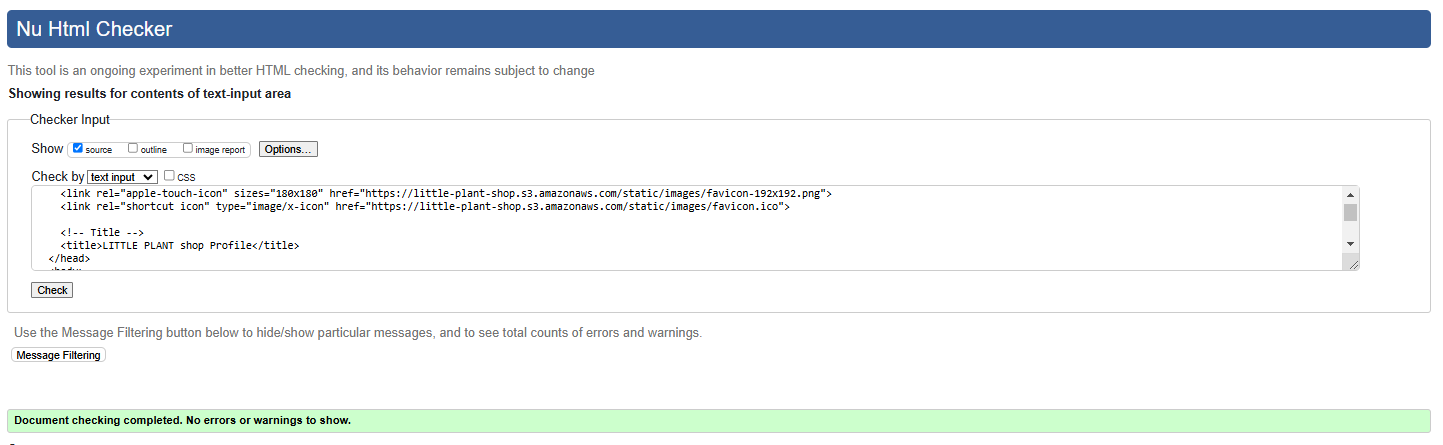 Nu Html Checker
This tool is an ongoing experiment in better HTML checking, and its behavior remains subject to change
Showing results for contents of text-input area
Checker Input
Show source outline image report Options...
Check by text input css
<link rel="apple-touch-icon" sizes="180x180" href="https://little-plant-shop.s3.amazonaws.com/static/images/favicon-192x192.png">
<link rel="shortcut icon" type="image/x-icon" href="https://little-plant-shop.s3.amazonaws.com/static/images/favicon.ico">
<!-- Title -->
<title>LITTLE PLANT shop Profile</title>
</head>
Check
Use the Message Filtering button below to hide/show particular messages, and to see total counts of errors and warnings.
Message Filtering
Document checking completed. No errors or warnings to show.